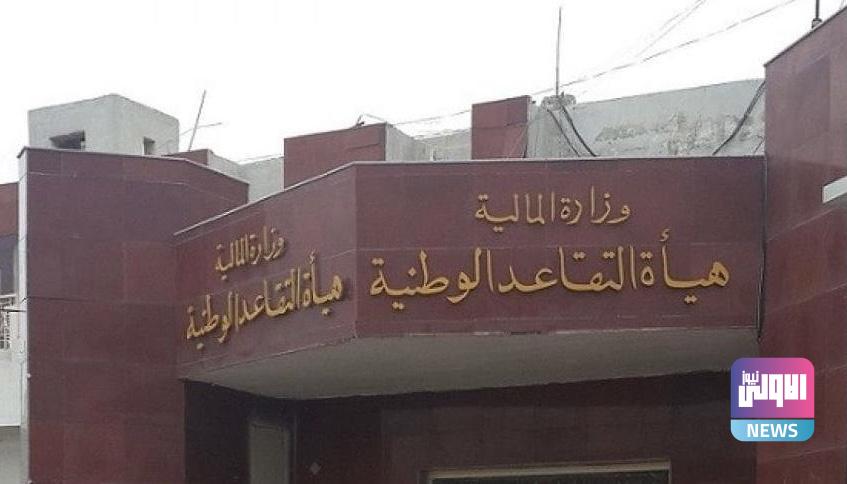 وزارة المالية
هيأة التقاعد الوطنية
وزارة المالية
هيأة التقاعد الوطنية
الاولى نيوز
NEWS